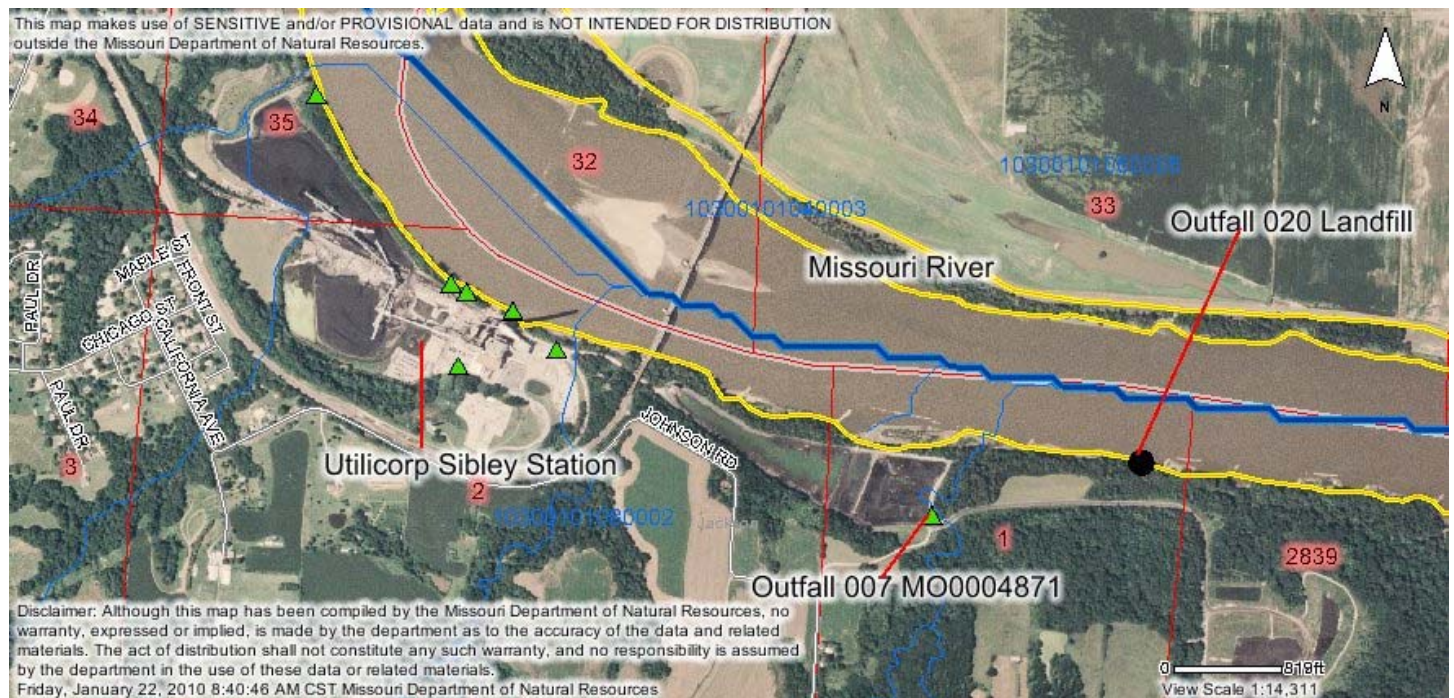 This map makes use of SENSITIVE and/or PROVISIONAL data and is NOT INTENDED FOR DISTRIBUTION
outside the Missouri Department of Natural Resources.
34
35
32
33
10300101040003
N
Outfall 020 Landfill
Missouri River
PAUL DR
MAPLE ST
FRONT ST
CHICAGO ST
CALIFORNIA AVE
PAUL DR
3
JOHNSON RD
Utilicorp Sibley Station
2
10300101080002
1
2839
Outfall 007 MO0004871
Disclaimer: Although this map has been compiled by the Missouri Department of Natural Resources, no
warranty, expressed or implied, is made by the department as to the accuracy of the data and related
materials. The act of distribution shall not constitute any such warranty, and no responsibility is assumed
by the department in the use of these data or related materials.
Friday, January 22, 2010 8:40:46 AM CST Missouri Department of Natural Resources
0 818ft
View Scale 1:14,311